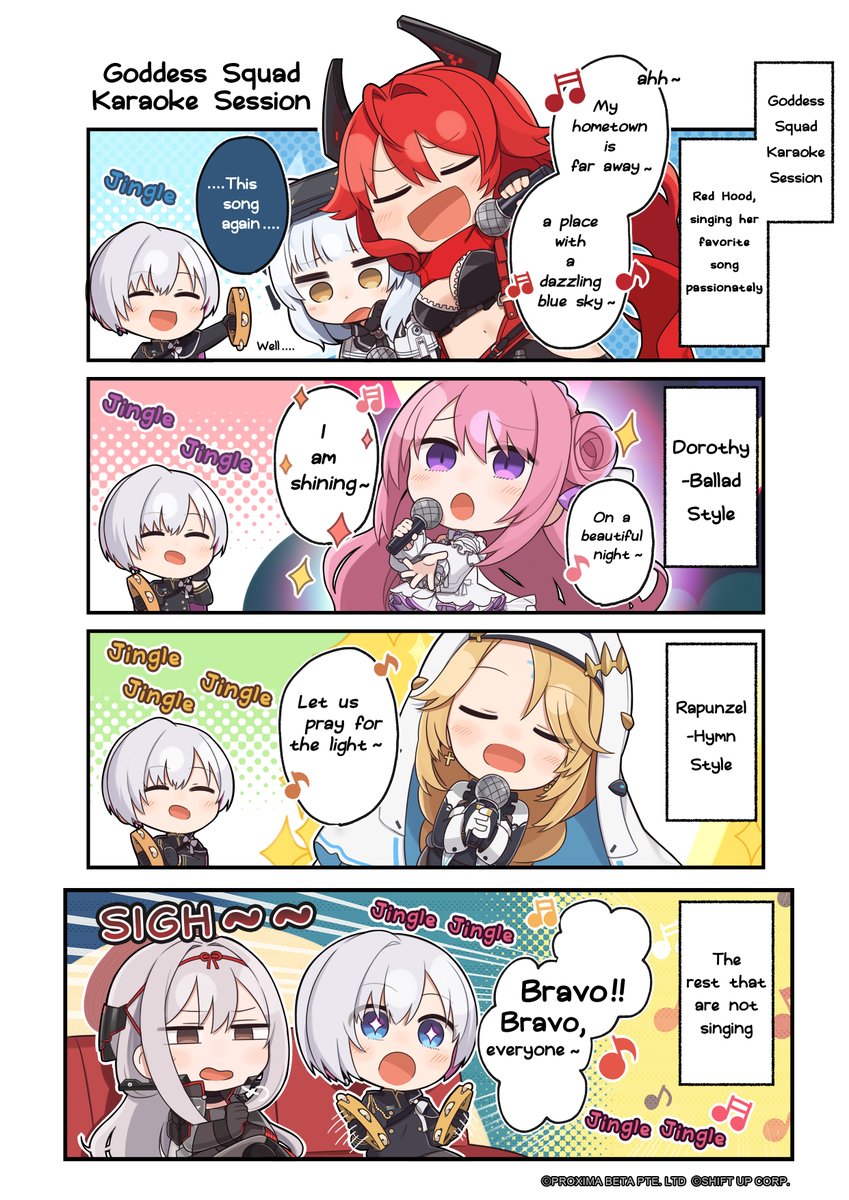 Goddess Squad
Karaoke Session
Goddess
Squad
Karaoke
Session
Red Hood,
singing her
favorite
song
passionately
ahh~
My
hometown
is
far away~
a place
with
a
dazzling
blue sky~
....This
song
again....
Jingle
Well....
Dorothy
-Ballad
Style
On a
beautiful
night~
I
am
shining~
Jingle
Jingle
Rapunzel
-Hymn
Style
Let us
pray for
the light~
Jingle
Jingle
Jingle
The
rest that
are not
singing
Bravo!!
Bravo,
everyone~
Jingle Jingle
SIGH~~
Jingle Jingle
©PROXIMA BETA PTE. LTD ©SHIFT UP CORP.